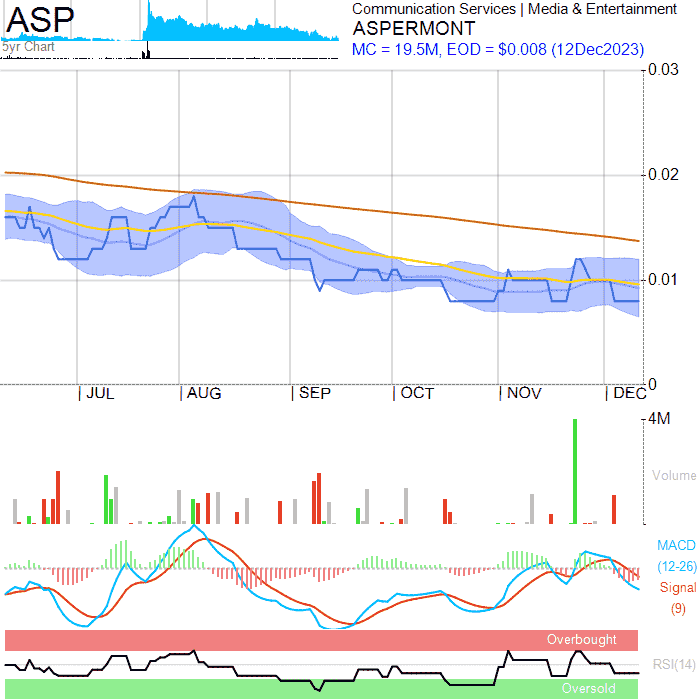 ASP
5yr Chart
Communication Services | Media & Entertainment
ASPERMONT
MC = 19.5M, EOD = $0.008 (12Dec2023)
0.03
0.02
0.01
0
| JUL | AUG | SEP | OCT | NOV | DEC
4M
Volume
MACD
(12-26)
Signal
(9)
Overbought
RSI(14)
Oversold